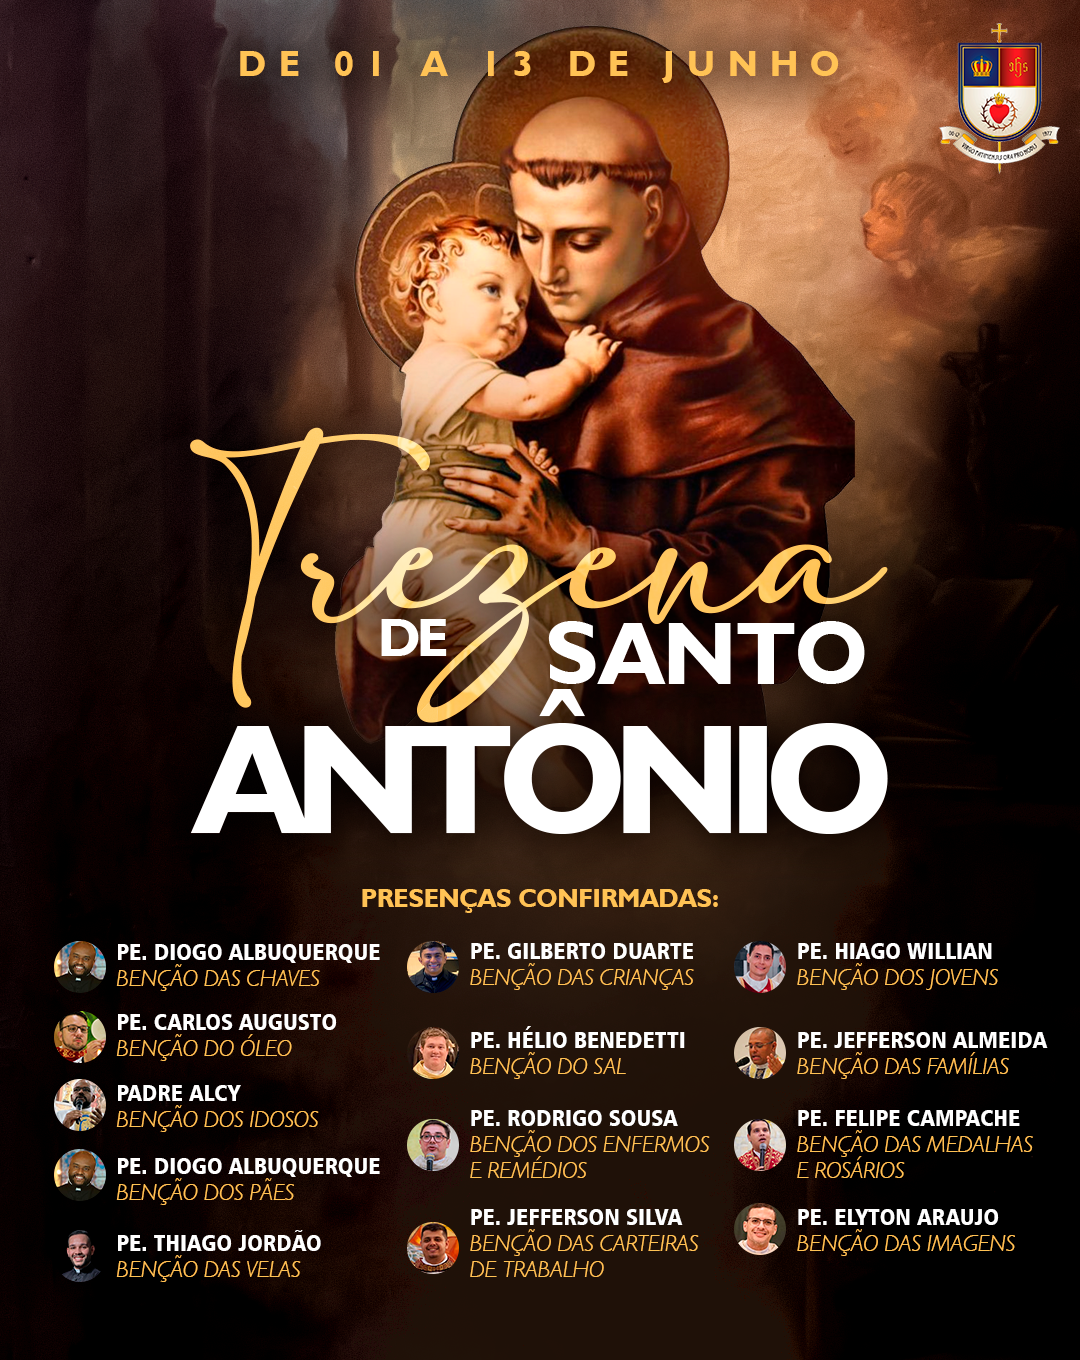 DE 01 A 13 DE JUNHO
Trezena
DE SANTO
ANTÔNIO
PRESENÇAS CONFIRMADAS:
PE. DIOGO ALBUQUERQUE
BENÇÃO DAS CHAVES
PE. CARLOS AUGUSTO
BENÇÃO DO ÓLEO
PADRE ALCY
BENÇÃO DOS IDOSOS
PE. DIOGO ALBUQUERQUE
BENÇÃO DOS PÃES
PE. THIAGO JORDÃO
BENÇÃO DAS VELAS
PE. GILBERTO DUARTE
BENÇÃO DAS CRIANÇAS
PE. HÉLIO BENEDETTI
BENÇÃO DO SAL
PE. RODRIGO SOUSA
BENÇÃO DOS ENFERMOS
E REMÉDIOS
PE. JEFFERSON SILVA
BENÇÃO DAS CARTEIRAS
DE TRABALHO
PE. HIAGO WILLIAN
BENÇÃO DOS JOVENS
PE. JEFFERSON ALMEIDA
BENÇÃO DAS FAMÍLIAS
PE. FELIPE CAMPACHE
BENÇÃO DAS MEDALHAS
E ROSÁRIOS
PE. ELYTON ARAUJO
BENÇÃO DAS IMAGENS